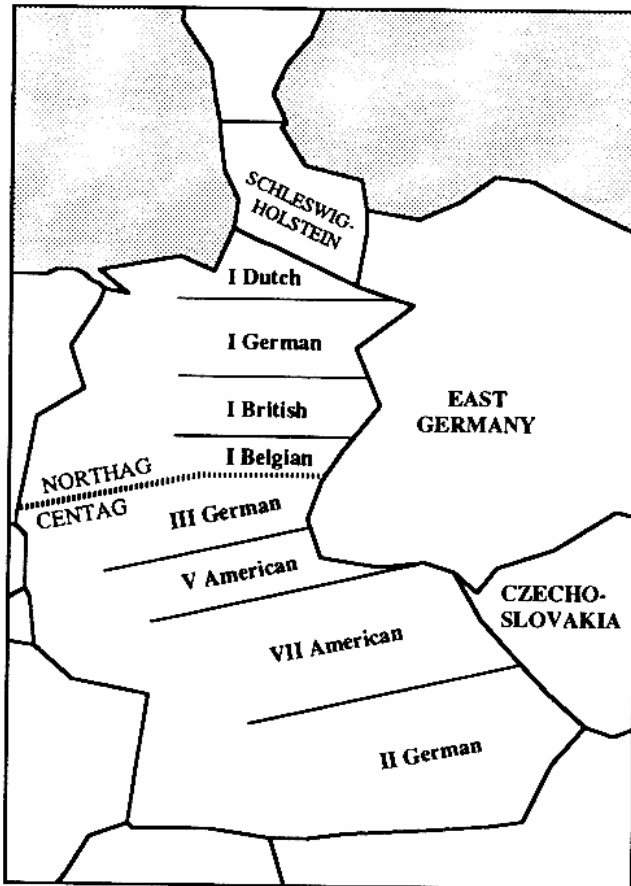 SCHLESWIG-
HOLSTEIN
I Dutch
I German
I British
I Belgian
EAST
GERMANY
NORTHAG
CENTAG
III German
V American
VII American
CZECHO-
SLOVAKIA
II German